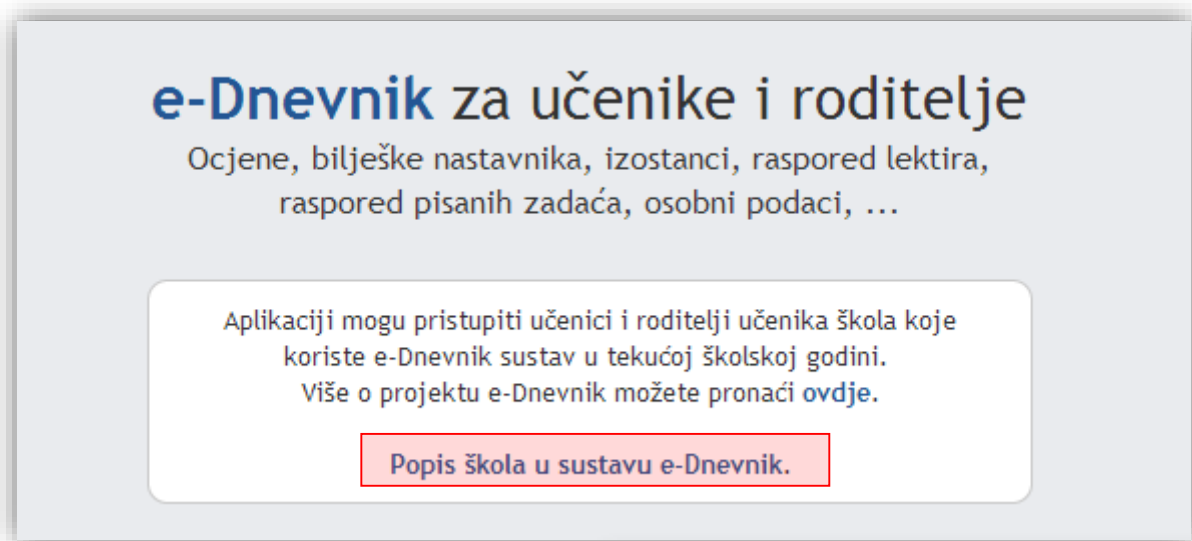 e-Dnevnik za učenike i roditelje
Ocjene, bilješke nastavnika, izostanci, raspored lektira,
raspored pisanih zadaća, osobni podaci, ...
Aplikaciji mogu pristupiti učenici i roditelji učenika škola koje
koriste e-Dnevnik sustav u tekućoj školskoj godini.
Više o projektu e-Dnevnik možete pronaći ovdje.
Popis škola u sustavu e-Dnevnik.